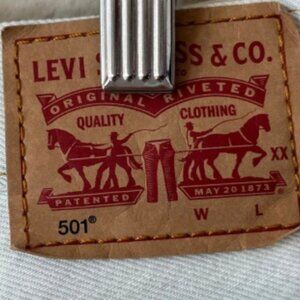 LEVI S SS & CO.
ORIGINAL RIVETED
QUALITY CLOTHING
XX
PATENTED MAY 20 1873
501® W L